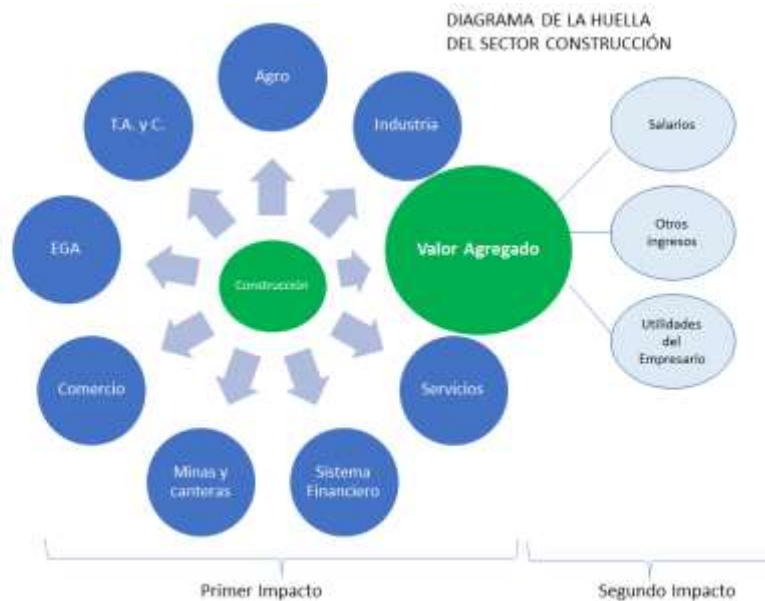 DIAGRAMA DE LA HUELLA
DEL SECTOR CONSTRUCCIÓN
Agro
T.A. y C.
Industria
Salarios
EGA
Valor Agregado
Otros
ingresos
Construcción
Utilidades
del
Empresario
Comercio
Servicios
Minas y
canteras
Sistema
Financiero
Primer Impacto
Segundo Impacto